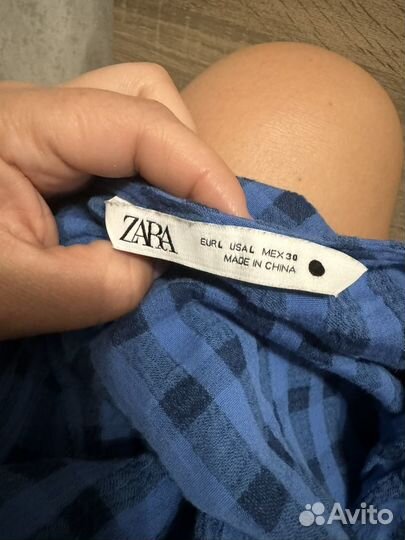 ZARA
EUR L USA L MEX 30
MADE IN CHINA
Avito